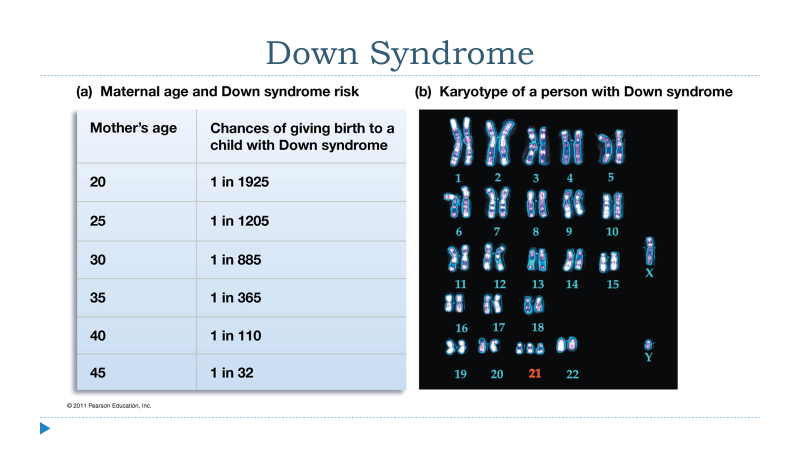 Down Syndrome
(a) Maternal age and Down syndrome risk
Mother's age
Chances of giving birth to a
child with Down syndrome
20 1 in 1925
25 1 in 1205
30 1 in 885
35 1 in 365
40 1 in 110
45 1 in 32
(b) Karyotype of a person with Down syndrome
1 2 3 4 5
6 7 8 9 10
X
11 12 13 14 15
16 17 18
Y
19 20 21 22
© 2011 Pearson Education, Inc.